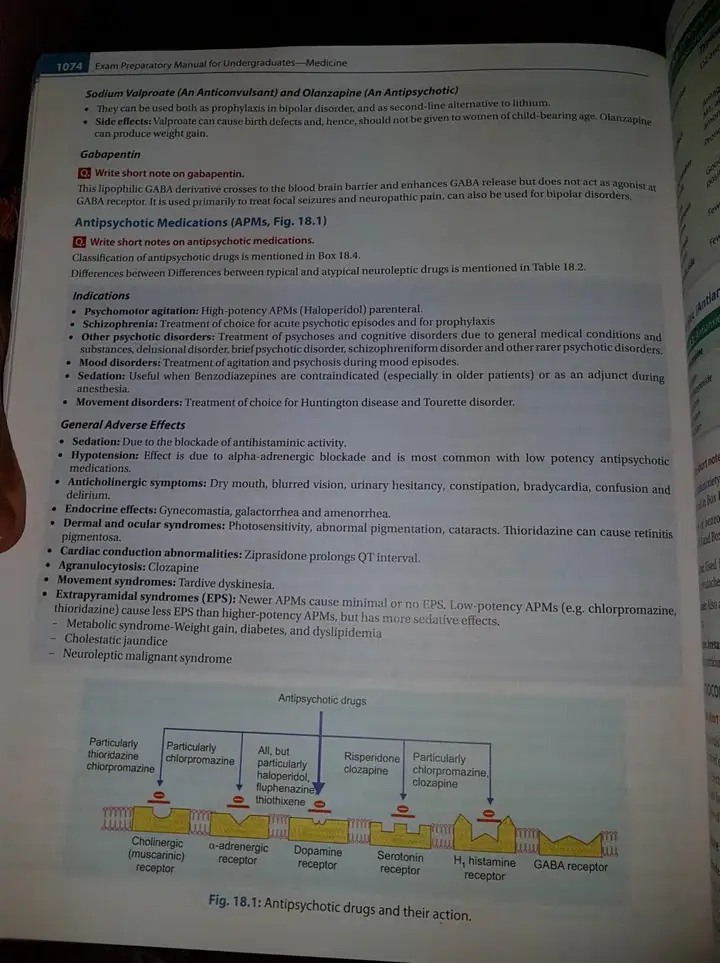 1074 Exam Preparatory Manual for Undergraduates—Medicine
Sodium Valproate (An Anticonvulsant) and Olanzapine (An Antipsychotic)
• They can be used both as prophylaxis in bipolar disorder, and as second-line alternative to lithium.
• Side effects: Valproate can cause birth defects and, hence, should not be given to women of child-bearing age. Olanzapine
can produce weight gain.
Gabapentin
Q. Write short note on gabapentin.
This lipophilic GABA derivative crosses to the blood brain barrier and enhances GABA release but does not act as agonist at
GABA receptor. It is used primarily to treat focal seizures and neuropathic pain, can also be used for bipolar disorders.
Antipsychotic Medications (APMs, Fig. 18.1)
Q. Write short notes on antipsychotic medications.
Classification of antipsychotic drugs is mentioned in Box 18.4.
Differences between Differences between typical and atypical neuroleptic drugs is mentioned in Table 18.2.
Indications
• Psychomotor agitation: High-potency APMs (Haloperidol) parenteral.
• Schizophrenia: Treatment of choice for acute psychotic episodes and for prophylaxis
• Other psychotic disorders: Treatment of psychoses and cognitive disorders due to general medical conditions and
substances, delusional disorder, brief psychotic disorder, schizophreniform disorder and other rarer psychotic disorders.
• Mood disorders: Treatment of agitation and psychosis during mood episodes.
• Sedation: Useful when Benzodiazepines are contraindicated (especially in older patients) or as an adjunct during
anesthesia.
• Movement disorders: Treatment of choice for Huntington disease and Tourette disorder.
General Adverse Effects
• Sedation: Due to the blockade of antihistaminic activity.
• Hypotension: Effect is due to alpha-adrenergic blockade and is most common with low potency antipsychotic
medications.
• Anticholinergic symptoms: Dry mouth, blurred vision, urinary hesitancy, constipation, bradycardia, confusion and
delirium.
• Endocrine effects: Gynecomastia, galactorrhea and amenorrhea.
• Dermal and ocular syndromes: Photosensitivity, abnormal pigmentation, cataracts. Thioridazine can cause retinitis
pigmentosa.
• Cardiac conduction abnormalities: Ziprasidone prolongs QT interval.
• Agranulocytosis: Clozapine
• Movement syndromes: Tardive dyskinesia.
• Extrapyramidal syndromes (EPS): Newer APMs cause minimal or no EPS. Low-potency APMs (e.g. chlorpromazine,
thioridazine) cause less EPS than higher-potency APMs, but has more sedative effects.
– Metabolic syndrome-Weight gain, diabetes, and dyslipidemia
– Cholestatic jaundice
– Neuroleptic malignant syndrome
Antipsychotic drugs
Particularly
thioridazine
chlorpromazine
Particularly
chlorpromazine
All, but
particularly
haloperidol,
fluphenazine,
thiothixene
Risperidone
clozapine
Particularly
chlorpromazine,
clozapine
Cholinergic
(muscarinic)
receptor
α-adrenergic
receptor
Dopamine
receptor
Serotonin
receptor
H₁ histamine
receptor
GABA receptor
Fig. 18.1: Antipsychotic drugs and their action.